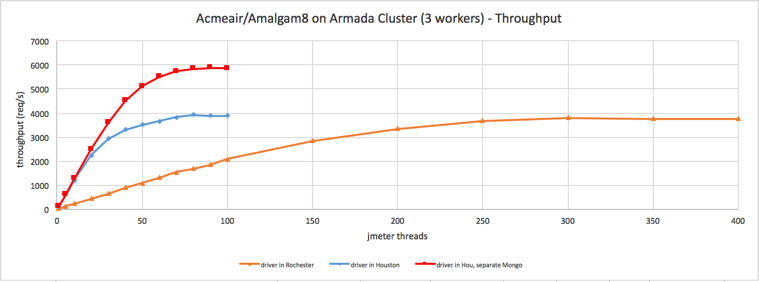 Acmeair/Amalgam8 on Armada Cluster (3 workers) - Throughput
7000
6000
5000
4000
3000
2000
1000
0
throughput (req/s)
0 50 100 150 200 250 300 350 400
jmeter threads
driver in Rochester driver in Houston driver in Hou, separate Mongo